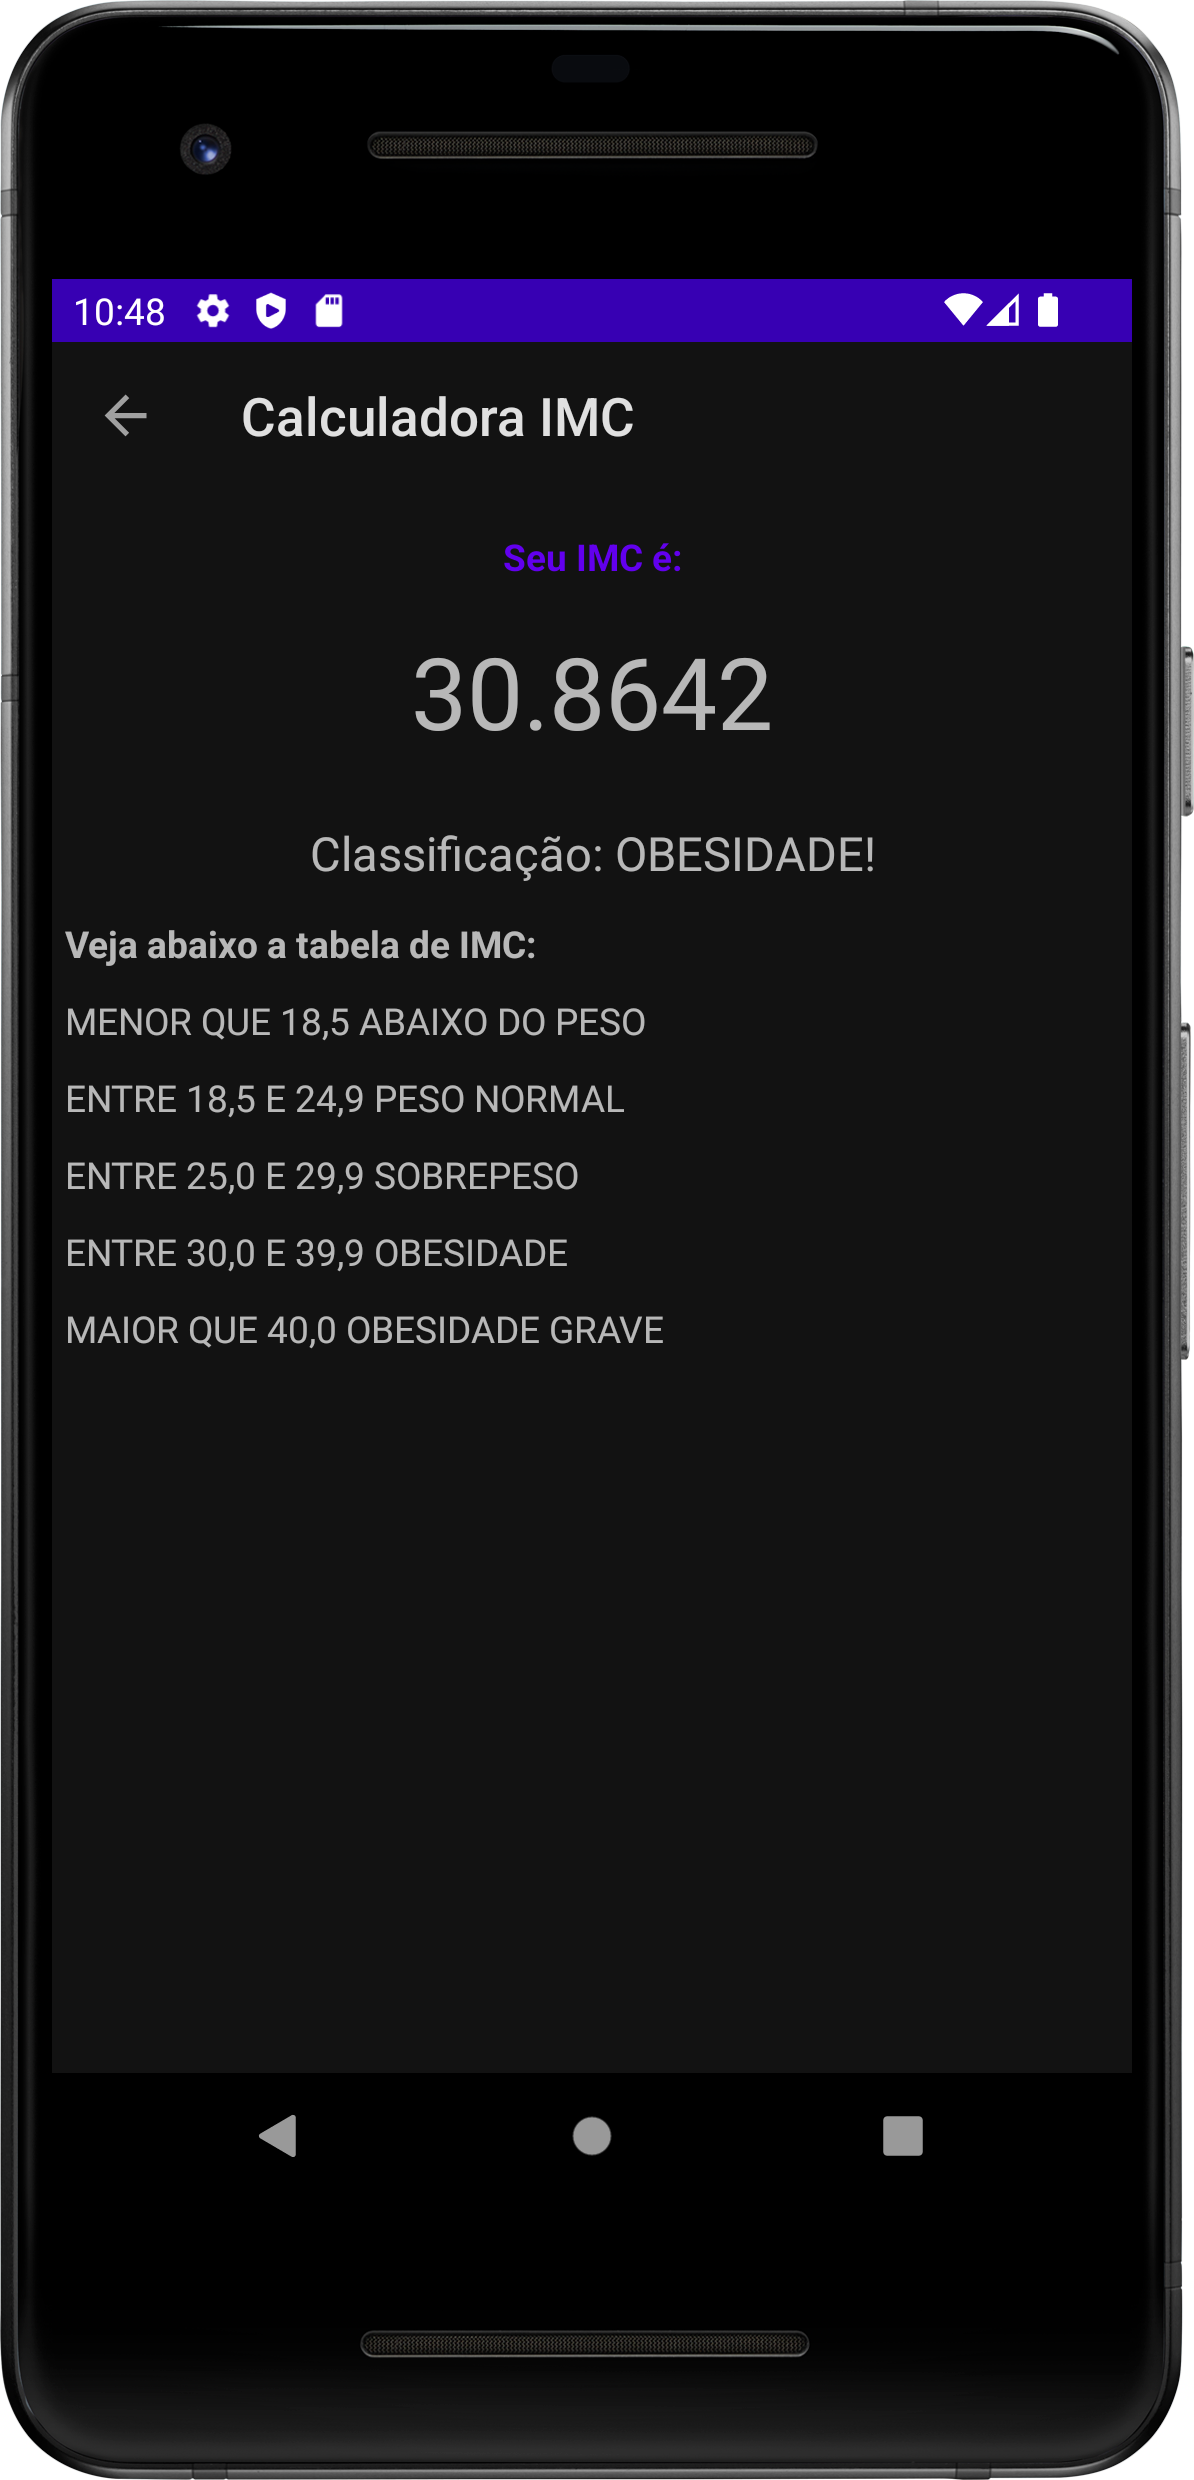 10:48
Calculadora IMC
Seu IMC é:
30.8642
Classificação: OBESIDADE!
Veja abaixo a tabela de IMC:
MENOR QUE 18,5 ABAIXO DO PESO
ENTRE 18,5 E 24,9 PESO NORMAL
ENTRE 25,0 E 29,9 SOBREPESO
ENTRE 30,0 E 39,9 OBESIDADE
MAIOR QUE 40,0 OBESIDADE GRAVE